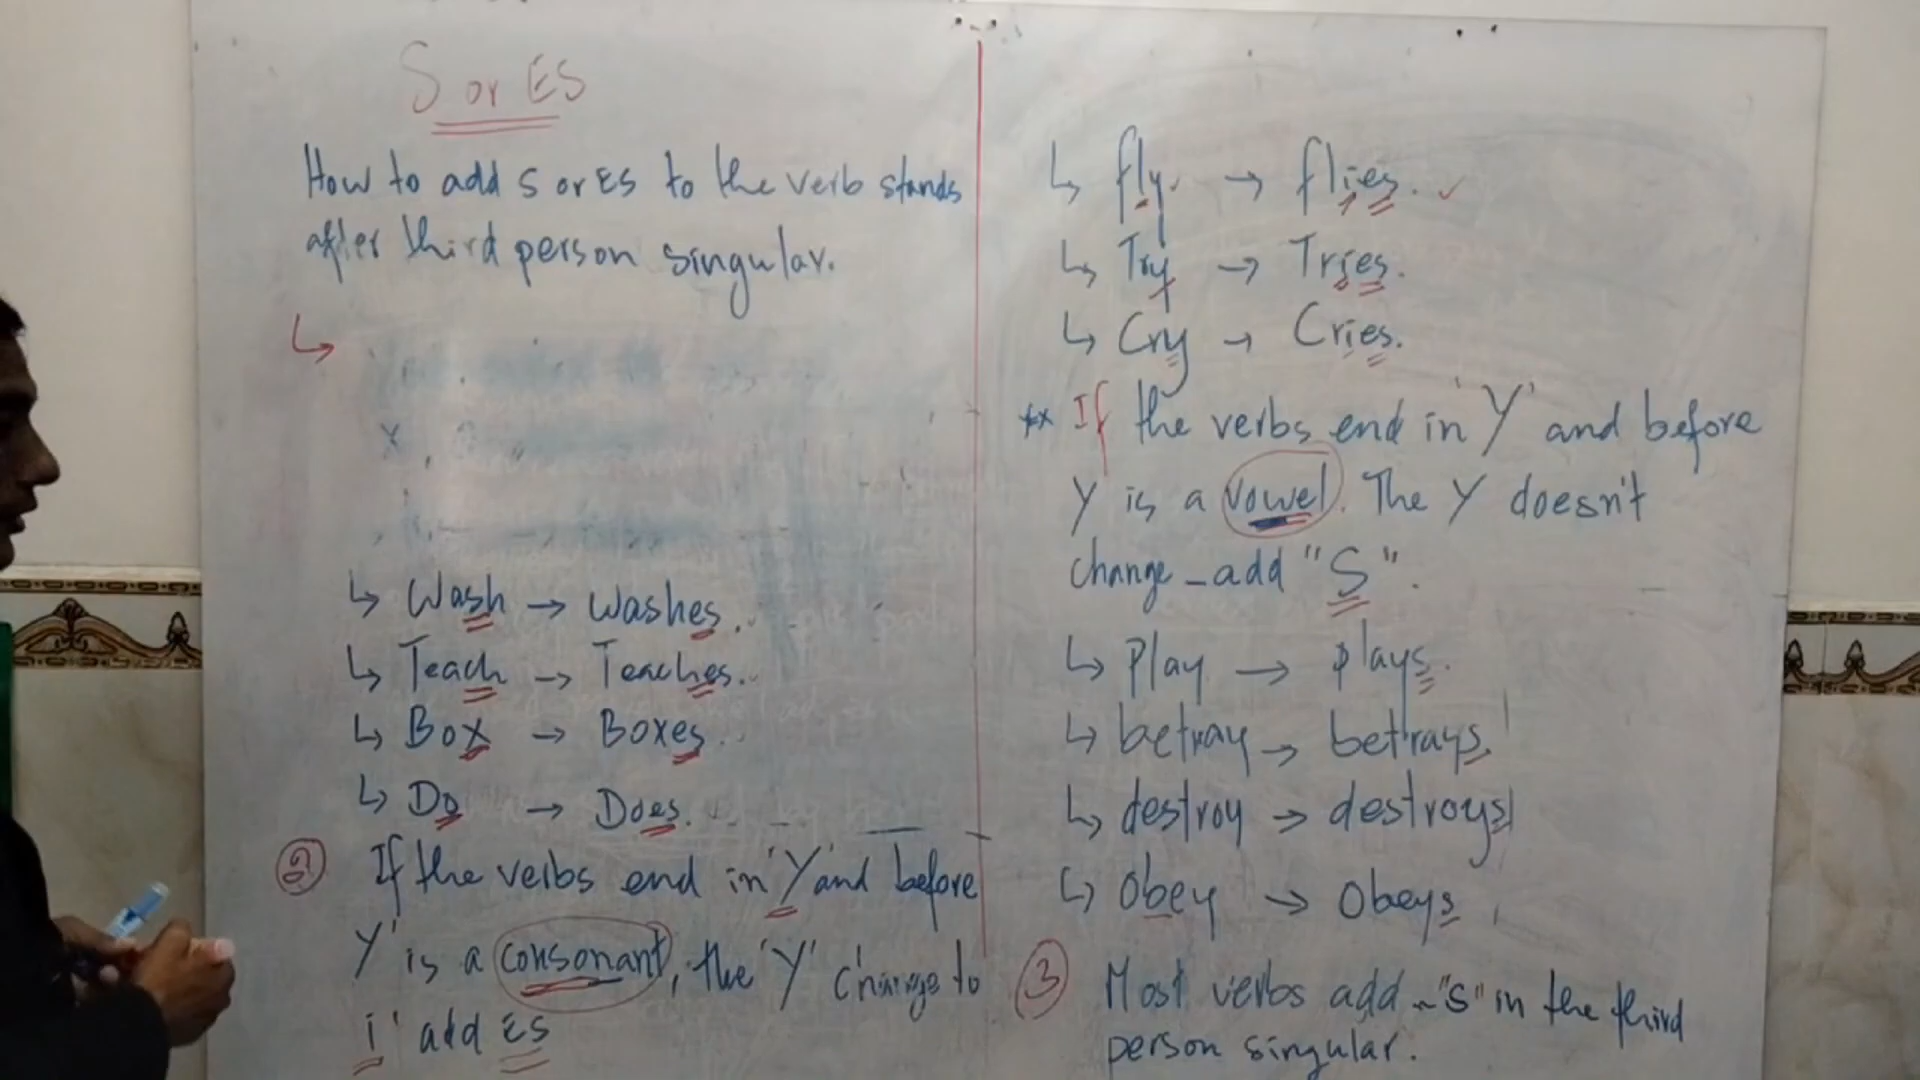 S or ES
How to add S or ES to the verb stands
after third person singular.
↳
↳ Wash → washes.
↳ Teach → Teaches.
↳ Box → Boxes.
↳ Do → Does.
② If the verbs end in 'Y' and before
'Y' is a consonant, the 'Y' change to
'i' add ES
↳ fly → flies. ✓
↳ Try → Tries.
↳ Cry → Cries.
** If the verbs end in 'Y' and before
Y is a vowel. The Y doesn't
change _ add "S".
↳ Play → plays.
↳ betray → betrays.
↳ destroy → destroys
↳ Obey → Obeys
③ Most verbs add - "S" in the third
person singular.